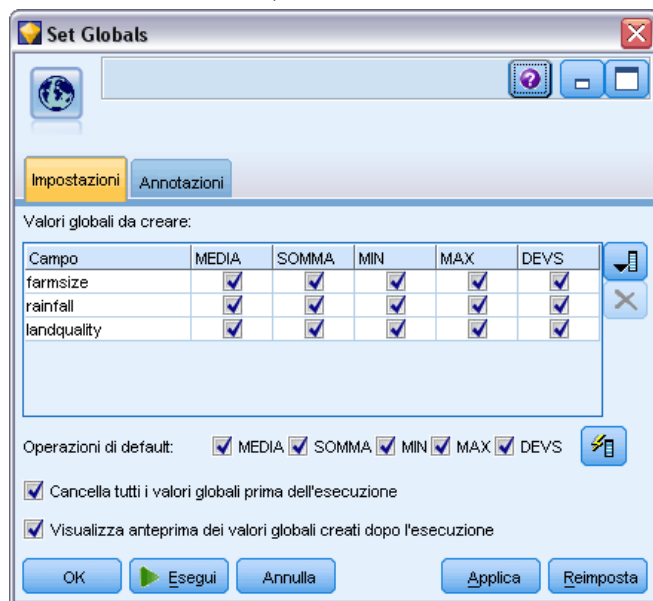 Set Globals
Impostazioni Annotazioni
Valori globali da creare:
Campo MEDIA SOMMA MIN MAX DEVS
farmsize
rainfall
landquality
Operazioni di default: MEDIA SOMMA MIN MAX DEVS
Cancella tutti i valori globali prima dell'esecuzione
Visualizza anteprima dei valori globali creati dopo l'esecuzione
OK Esegui Annulla Applica Reimposta